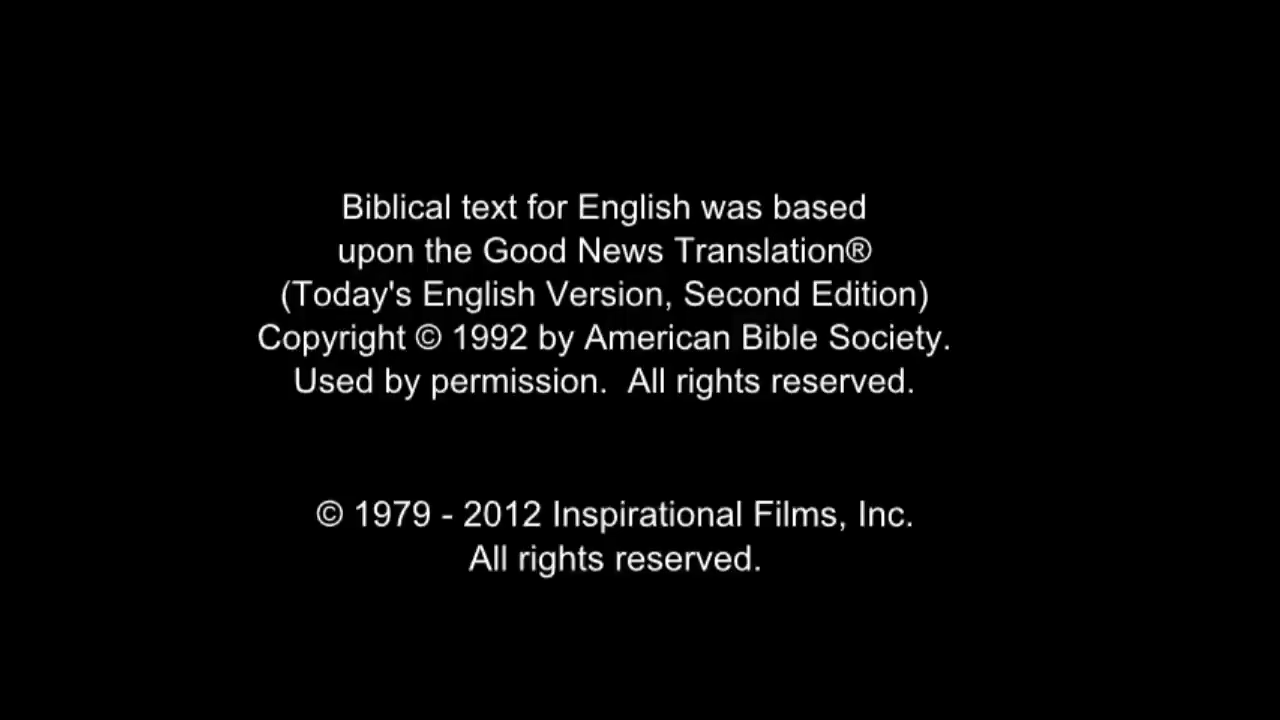 Biblical text for English was based
upon the Good News Translation®
(Today's English Version, Second Edition)
Copyright © 1992 by American Bible Society.
Used by permission.  All rights reserved.
© 1979 - 2012 Inspirational Films, Inc.
All rights reserved.